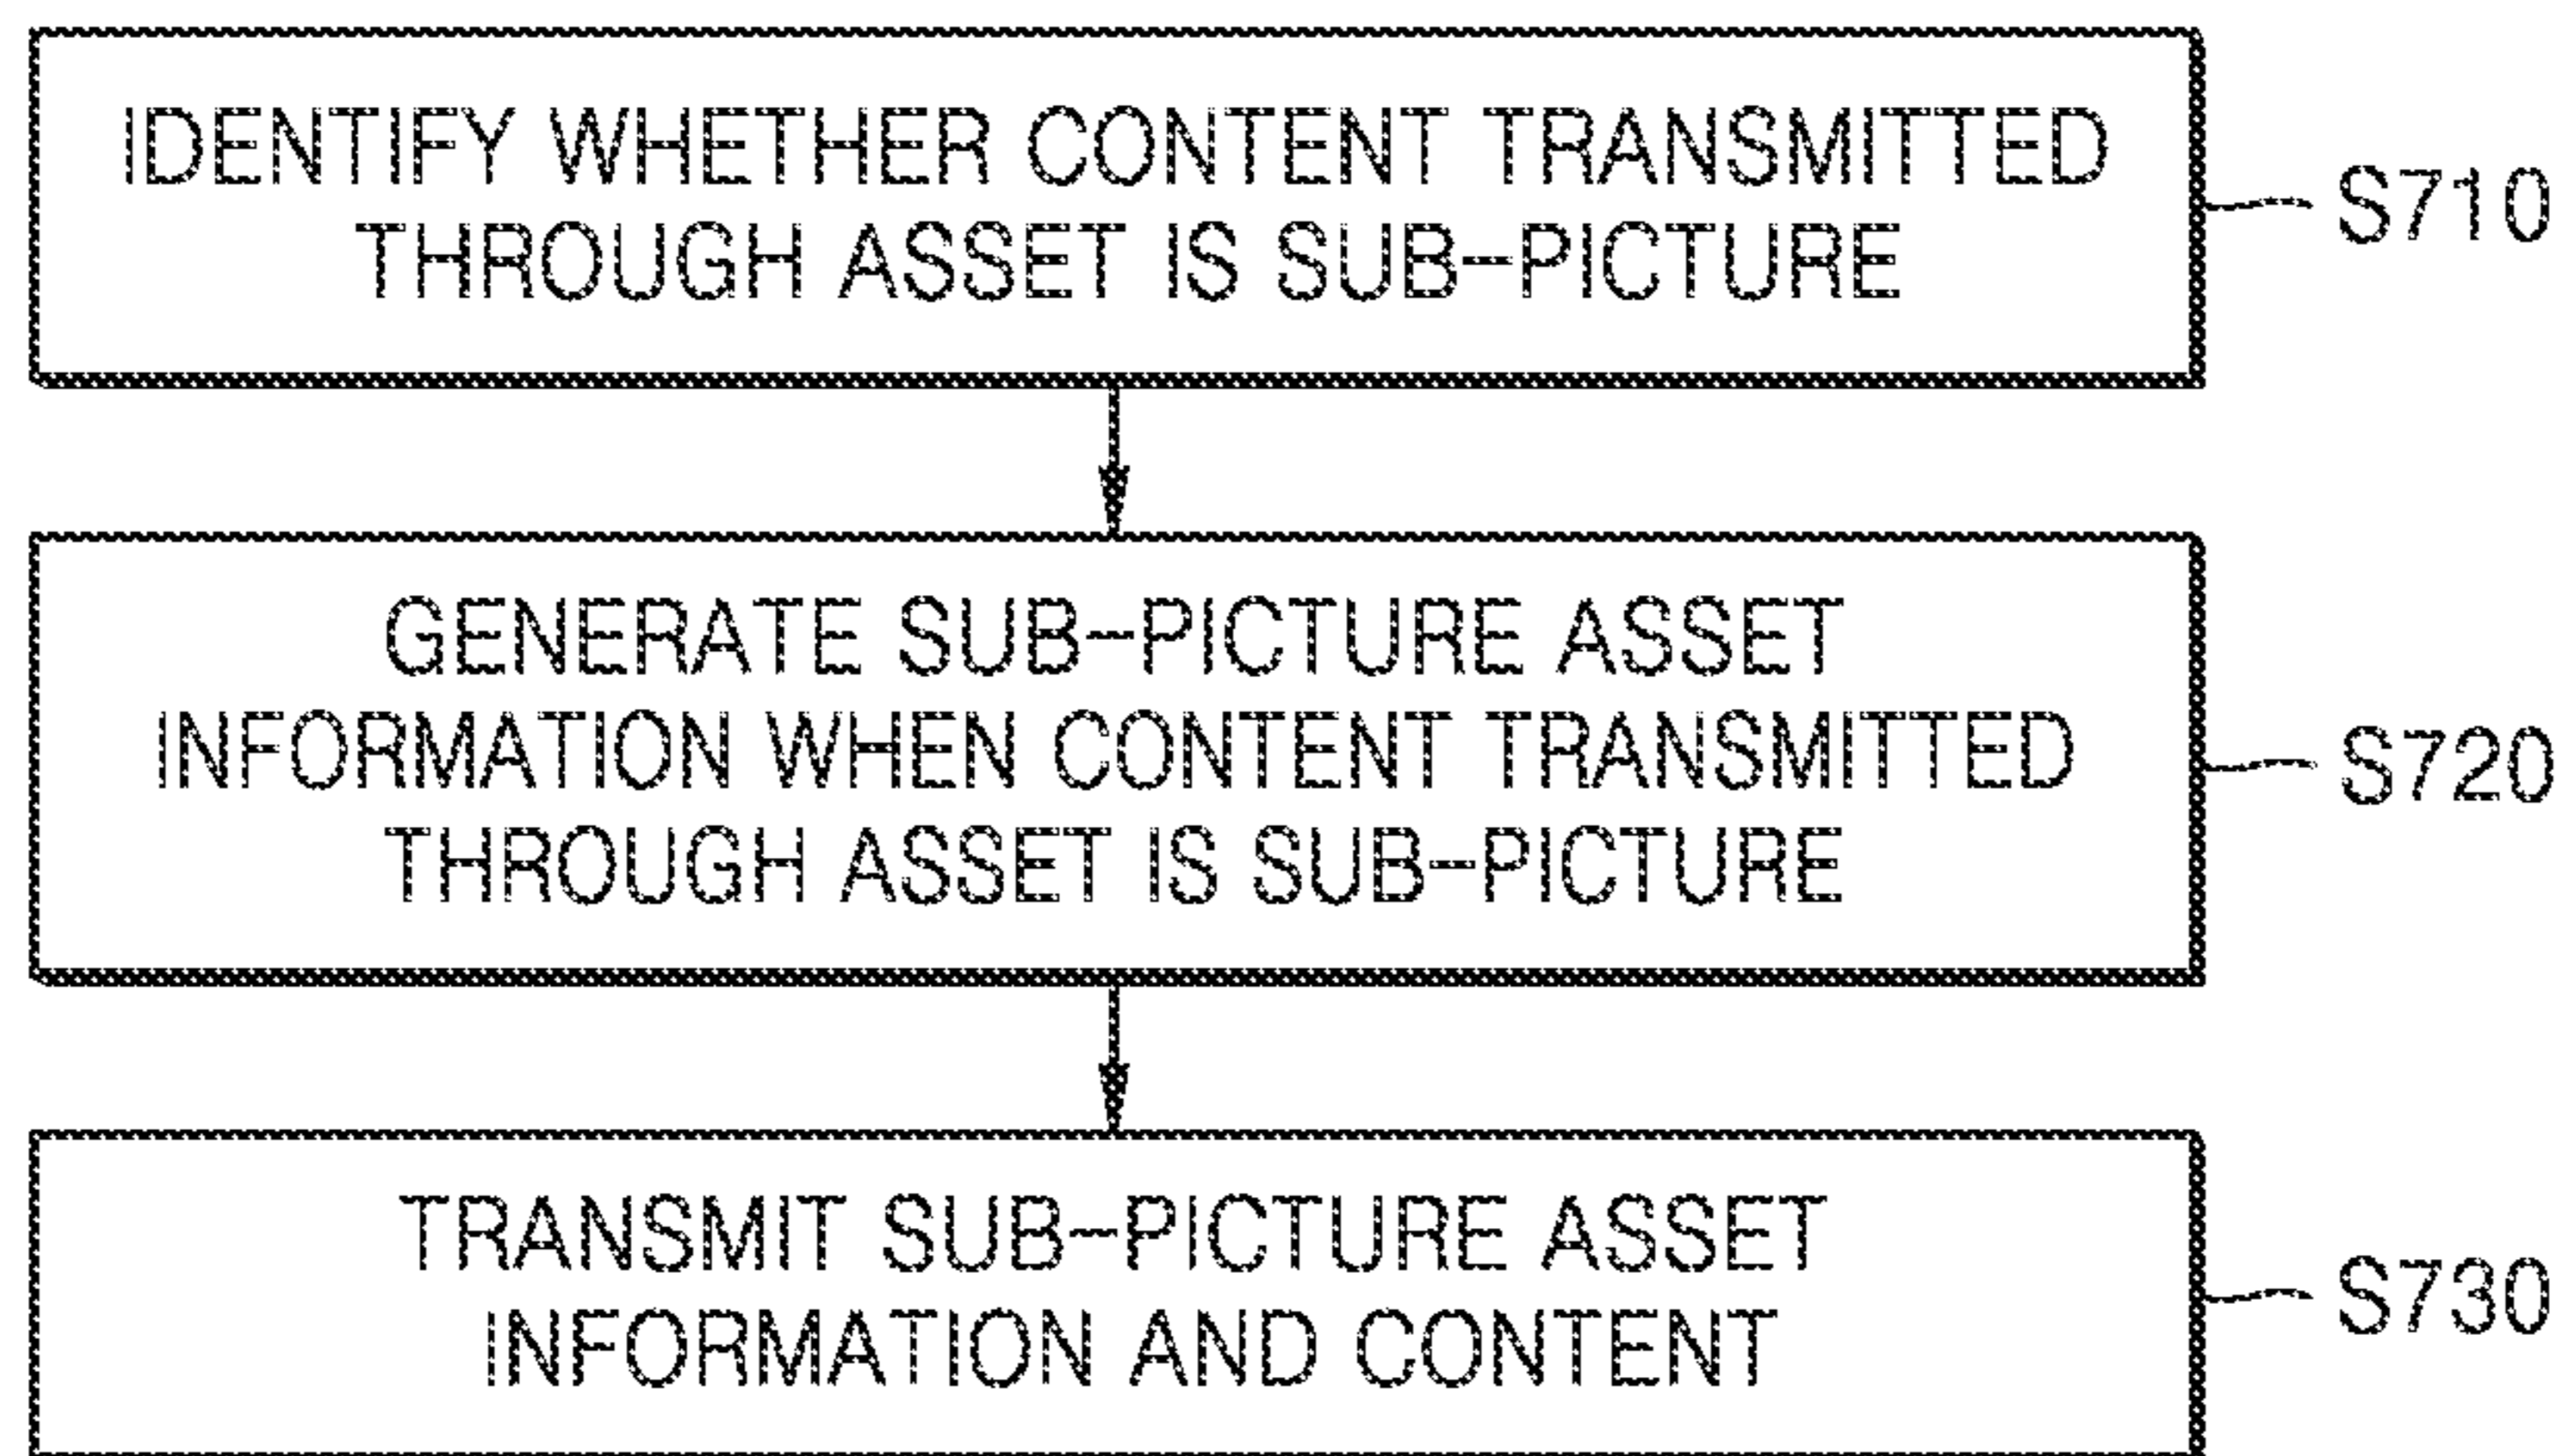 IDENTIFY WHETHER CONTENT TRANSMITTED
THROUGH ASSET IS SUB-PICTURE
S710
GENERATE SUB-PICTURE ASSET
INFORMATION WHEN CONTENT TRANSMITTED
THROUGH ASSET IS SUB-PICTURE
S720
TRANSMIT SUB-PICTURE ASSET
INFORMATION AND CONTENT
S730